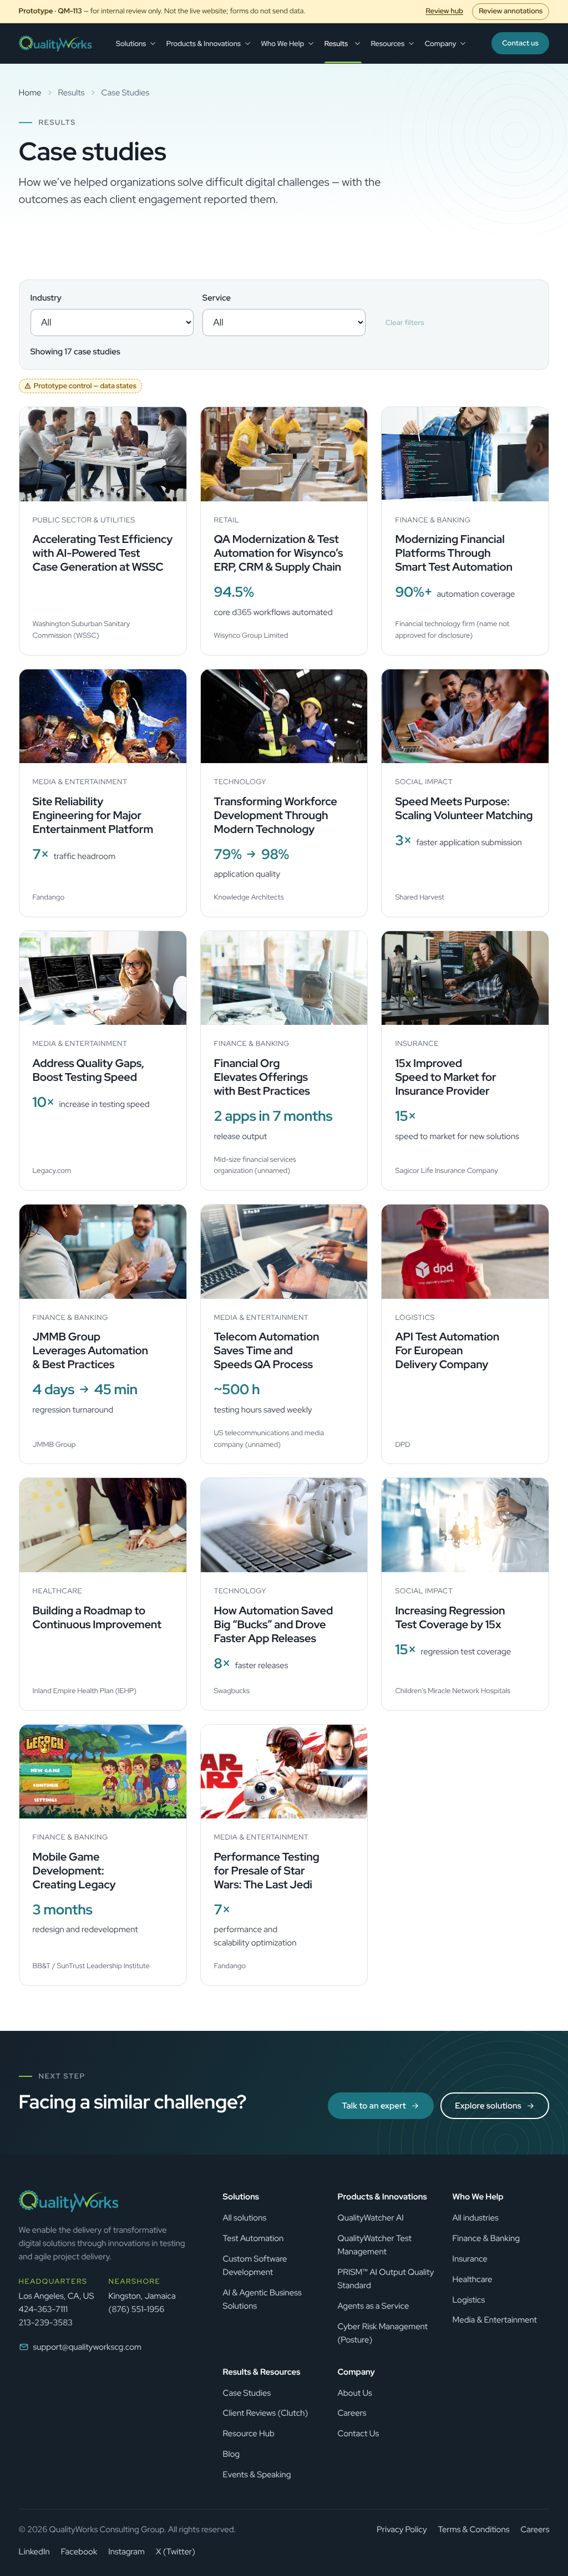 Prototype · QM-113 — for internal review only. Not the live website; forms do not send data.
Review hub
Review annotations
QualityWorks
Solutions
Products & Innovations
Who We Help
Results
Resources
Company
Contact us
Home
Results
Case Studies
RESULTS
Case studies
How we've helped organizations solve difficult digital challenges — with the
outcomes as each client engagement reported them.
Industry
Service
All
All
Clear filters
Showing 17 case studies
Prototype control — data states
PUBLIC SECTOR & UTILITIES
Accelerating Test Efficiency
with AI-Powered Test
Case Generation at WSSC
Washington Suburban Sanitary
Commission (WSSC)
RETAIL
QA Modernization & Test
Automation for Wisynco's
ERP, CRM & Supply Chain
94.5%
core d365 workflows automated
Wisynco Group Limited
FINANCE & BANKING
Modernizing Financial
Platforms Through
Smart Test Automation
90%+ automation coverage
Financial technology firm (name not
approved for disclosure)
MEDIA & ENTERTAINMENT
Site Reliability
Engineering for Major
Entertainment Platform
7× traffic headroom
Fandango
TECHNOLOGY
Transforming Workforce
Development Through
Modern Technology
79% → 98%
application quality
Knowledge Architects
SOCIAL IMPACT
Speed Meets Purpose:
Scaling Volunteer Matching
3× faster application submission
Shared Harvest
MEDIA & ENTERTAINMENT
Address Quality Gaps,
Boost Testing Speed
10× increase in testing speed
Legacy.com
FINANCE & BANKING
Financial Org
Elevates Offerings
with Best Practices
2 apps in 7 months
release output
Mid-size financial services
organization (unnamed)
INSURANCE
15x Improved
Speed to Market for
Insurance Provider
15×
speed to market for new solutions
Sagicor Life Insurance Company
FINANCE & BANKING
JMMB Group
Leverages Automation
& Best Practices
4 days → 45 min
regression turnaround
JMMB Group
MEDIA & ENTERTAINMENT
Telecom Automation
Saves Time and
Speeds QA Process
~500 h
testing hours saved weekly
US telecommunications and media
company (unnamed)
dpd
LOGISTICS
API Test Automation
For European
Delivery Company
DPD
HEALTHCARE
Building a Roadmap to
Continuous Improvement
Inland Empire Health Plan (IEHP)
TECHNOLOGY
How Automation Saved
Big "Bucks" and Drove
Faster App Releases
8× faster releases
Swagbucks
SOCIAL IMPACT
Increasing Regression
Test Coverage by 15x
15× regression test coverage
Children's Miracle Network Hospitals
LEGACY
NEW GAME
CONTINUE
SETTINGS
FINANCE & BANKING
Mobile Game
Development:
Creating Legacy
3 months
redesign and redevelopment
BB&T / SunTrust Leadership Institute
MEDIA & ENTERTAINMENT
Performance Testing
for Presale of Star
Wars: The Last Jedi
7×
performance and
scalability optimization
Fandango
NEXT STEP
Facing a similar challenge?
Talk to an expert →
Explore solutions →
QualityWorks
We enable the delivery of transformative
digital solutions through innovations in testing
and agile project delivery.
HEADQUARTERS
Los Angeles, CA, US
424-363-7111
213-239-3583
NEARSHORE
Kingston, Jamaica
(876) 551-1956
support@qualityworkscg.com
Solutions
All solutions
Test Automation
Custom Software
Development
AI & Agentic Business
Solutions
Products & Innovations
QualityWatcher AI
QualityWatcher Test
Management
PRISM™ AI Output Quality
Standard
Agents as a Service
Cyber Risk Management
(Posture)
Who We Help
All industries
Finance & Banking
Insurance
Healthcare
Logistics
Media & Entertainment
Results & Resources
Case Studies
Client Reviews (Clutch)
Resource Hub
Blog
Events & Speaking
Company
About Us
Careers
Contact Us
© 2026 QualityWorks Consulting Group. All rights reserved.
Privacy Policy
Terms & Conditions
Careers
LinkedIn
Facebook
Instagram
X (Twitter)